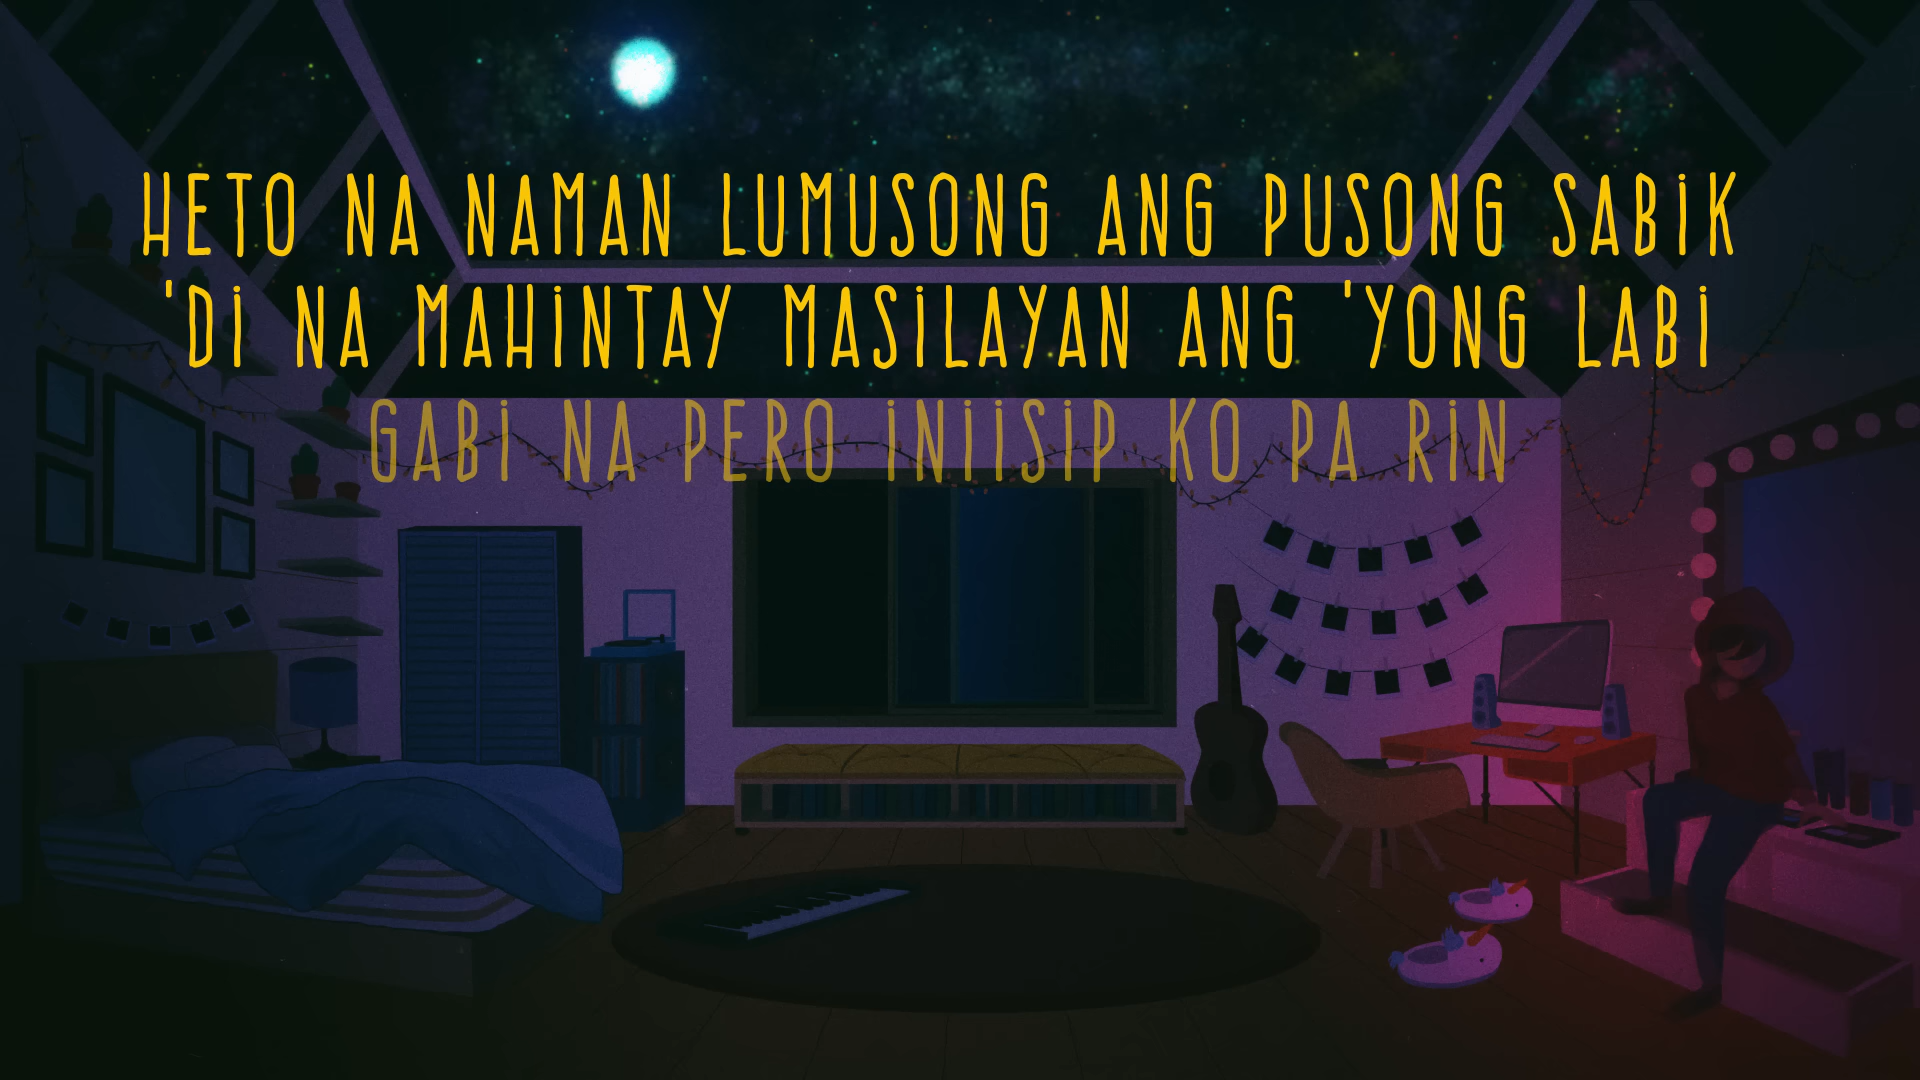 HETO NA NAMAN LUMUSONG ANG PUSONG SABiK
'Di NA MAHiNTAY MASiLAYAN ANG 'YONG LABi
GABi NA PERO iNiiSiP KO PA RiN